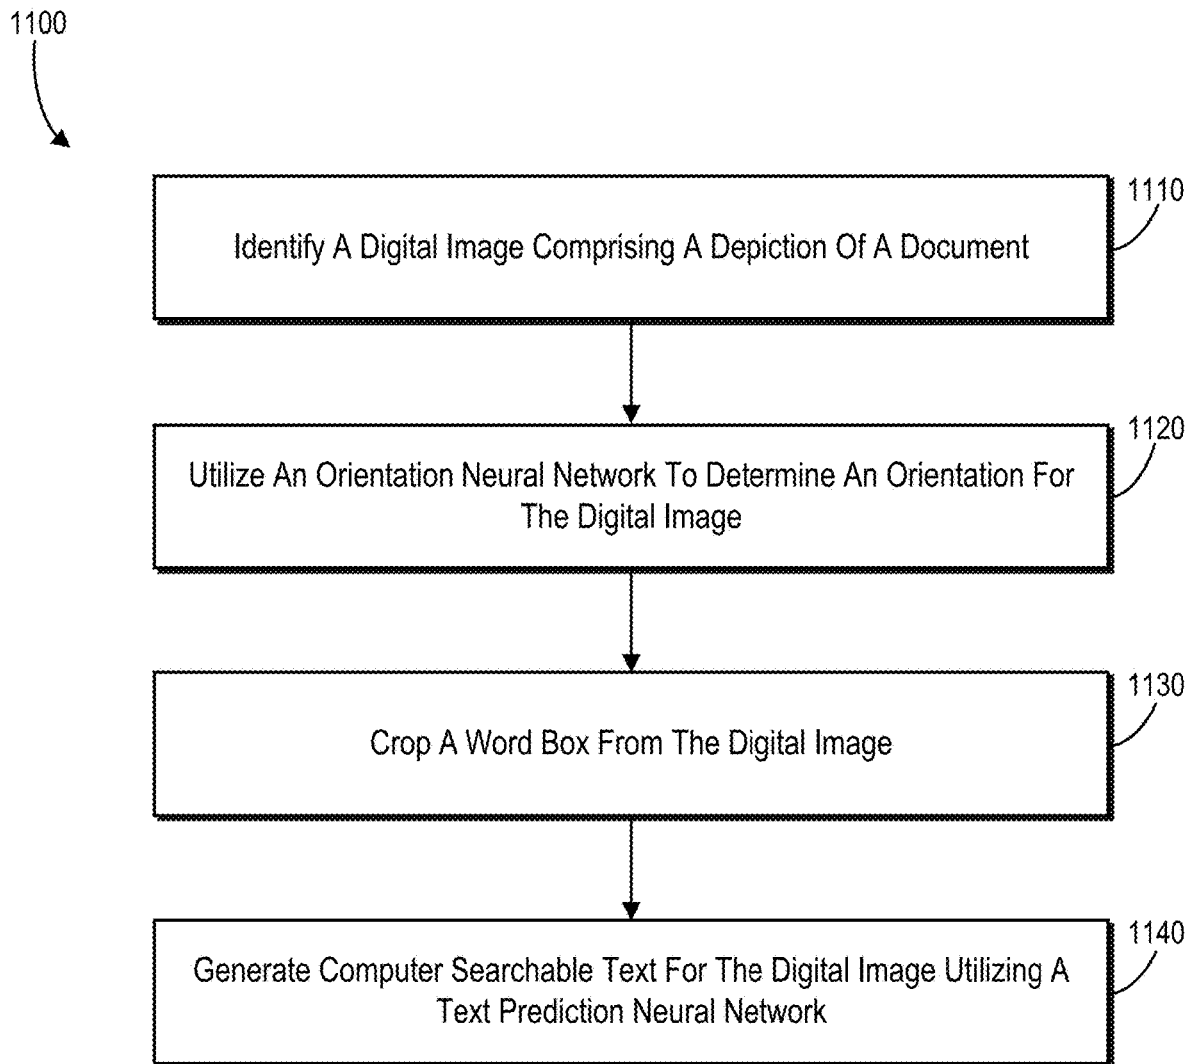 1100
1110
Identify A Digital Image Comprising A Depiction Of A Document
1120
Utilize An Orientation Neural Network To Determine An Orientation For
The Digital Image
1130
Crop A Word Box From The Digital Image
1140
Generate Computer Searchable Text For The Digital Image Utilizing A
Text Prediction Neural Network